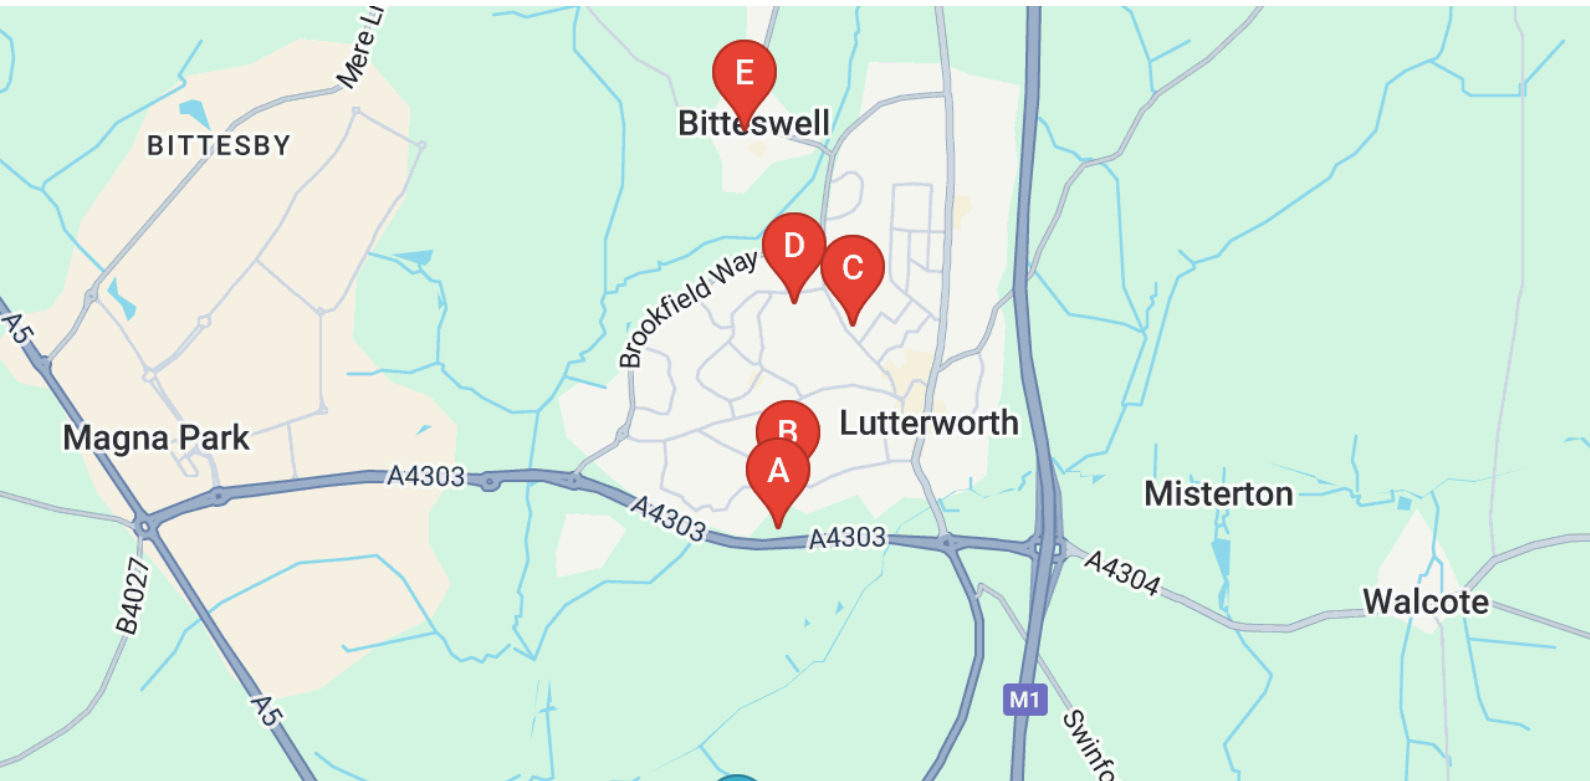 Mere Li
E
Bitteswell
BITTESBY
D
C
Brookfield Way
A5
B
Lutterworth
Magna Park
A
A4303
A4303
A4303
Misterton
A4304
B4027
Walcote
M1
A5
Swinfo